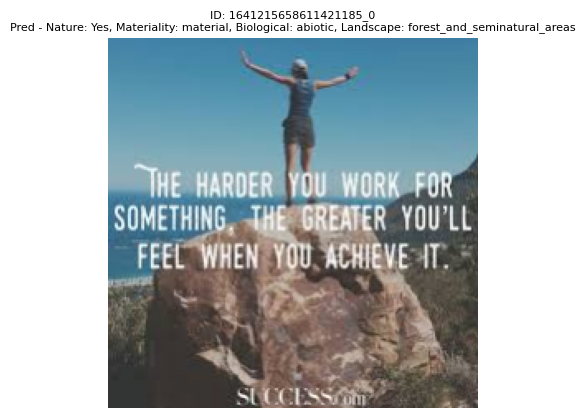 ID: 1641215658611421185_0
Pred - Nature: Yes, Materiality: material, Biological: abiotic, Landscape: forest_and_seminatural_areas
THE HARDER YOU WORK FOR
SOMETHING, THE GREATER YOU'LL
FEEL WHEN YOU ACHIEVE IT.
SUCCESS.com